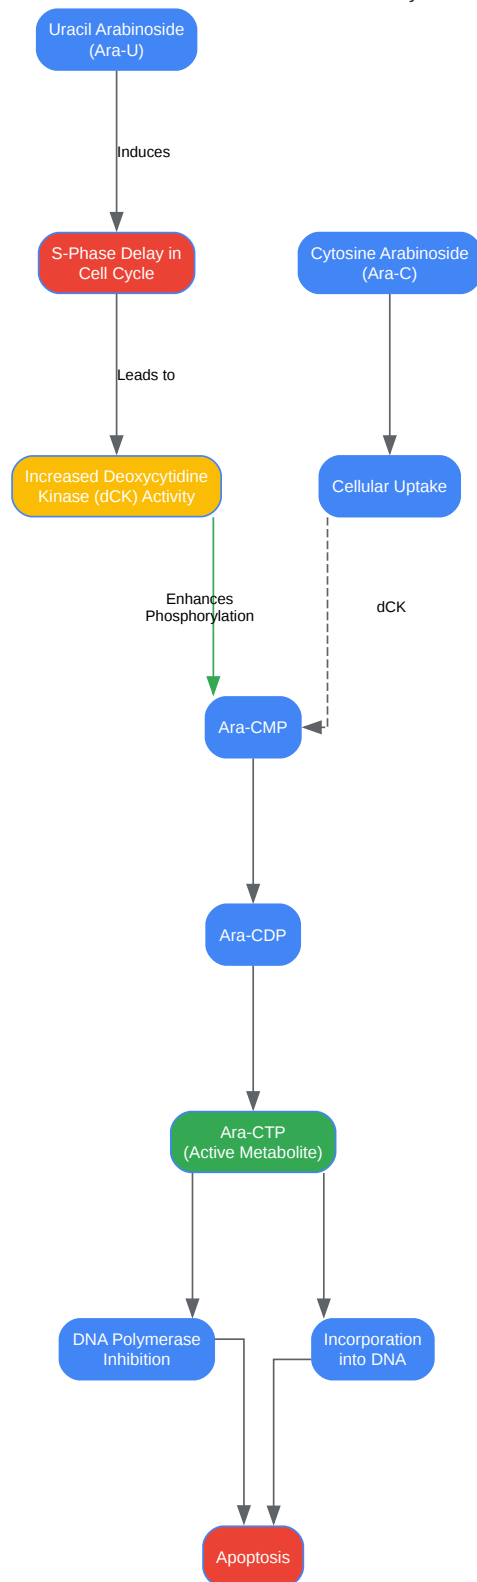 Uracil Arabinoside
(Ara-U)
Induces
S-Phase Delay in
Cell Cycle
Cytosine Arabinoside
(Ara-C)
Leads to
Increased Deoxycytidine
Kinase (dCK) Activity
Cellular Uptake
Enhances
Phosphorylation
dCK
Ara-CMP
Ara-CDP
Ara-CTP
(Active Metabolite)
DNA Polymerase
Inhibition
Incorporation
into DNA
Apoptosis